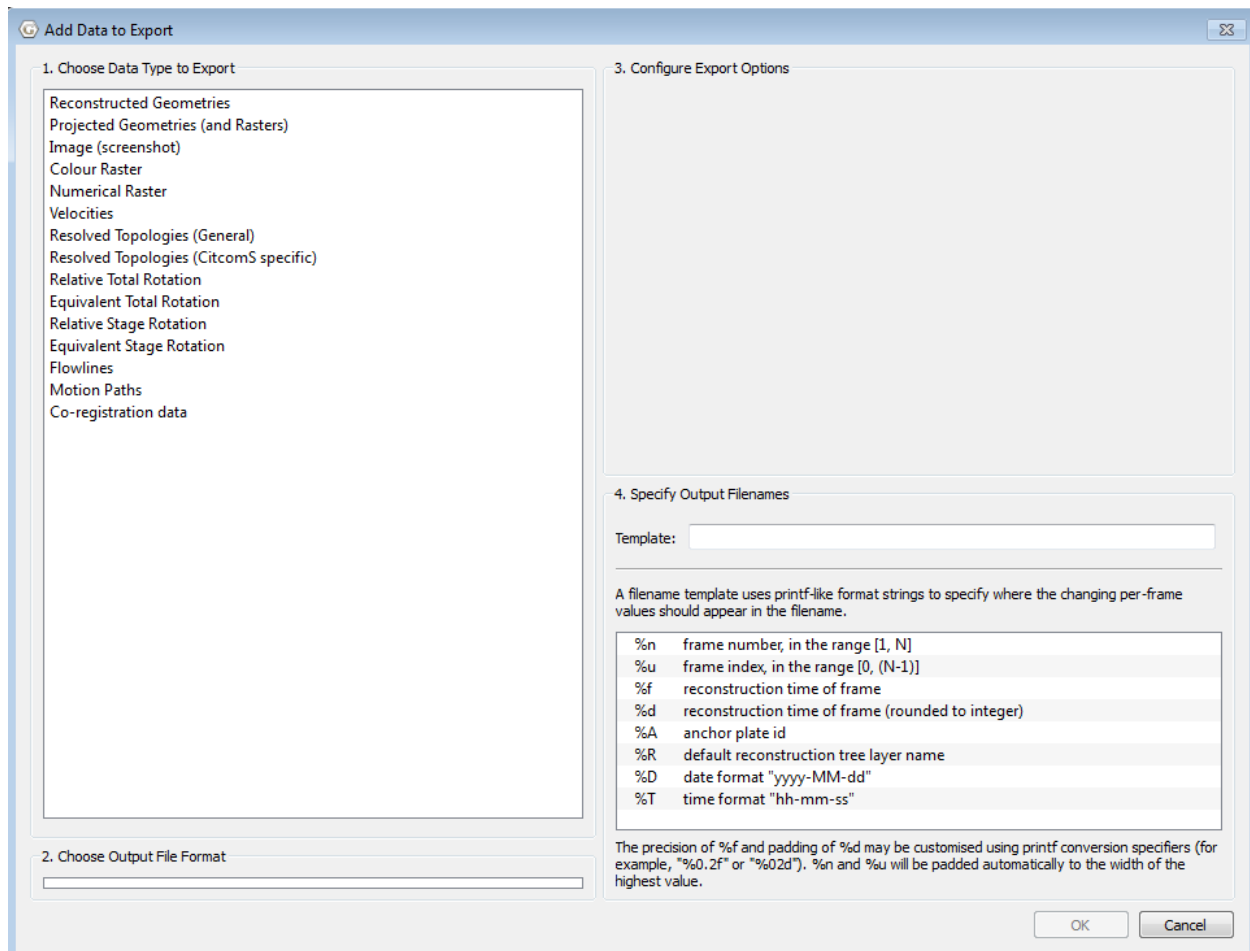 Add Data to Export
1. Choose Data Type to Export
Reconstructed Geometries
Projected Geometries (and Rasters)
Image (screenshot)
Colour Raster
Numerical Raster
Velocities
Resolved Topologies (General)
Resolved Topologies (CitcomS specific)
Relative Total Rotation
Equivalent Total Rotation
Relative Stage Rotation
Equivalent Stage Rotation
Flowlines
Motion Paths
Co-registration data
2. Choose Output File Format
3. Configure Export Options
4. Specify Output Filenames
Template:
A filename template uses printf-like format strings to specify where the changing per-frame
values should appear in the filename.
%n frame number, in the range [1, N]
%u frame index, in the range [0, (N-1)]
%f reconstruction time of frame
%d reconstruction time of frame (rounded to integer)
%A anchor plate id
%R default reconstruction tree layer name
%D date format "yyyy-MM-dd"
%T time format "hh-mm-ss"
The precision of %f and padding of %d may be customised using printf conversion specifiers (for
example, "%0.2f" or "%02d"). %n and %u will be padded automatically to the width of the
highest value.
OK Cancel